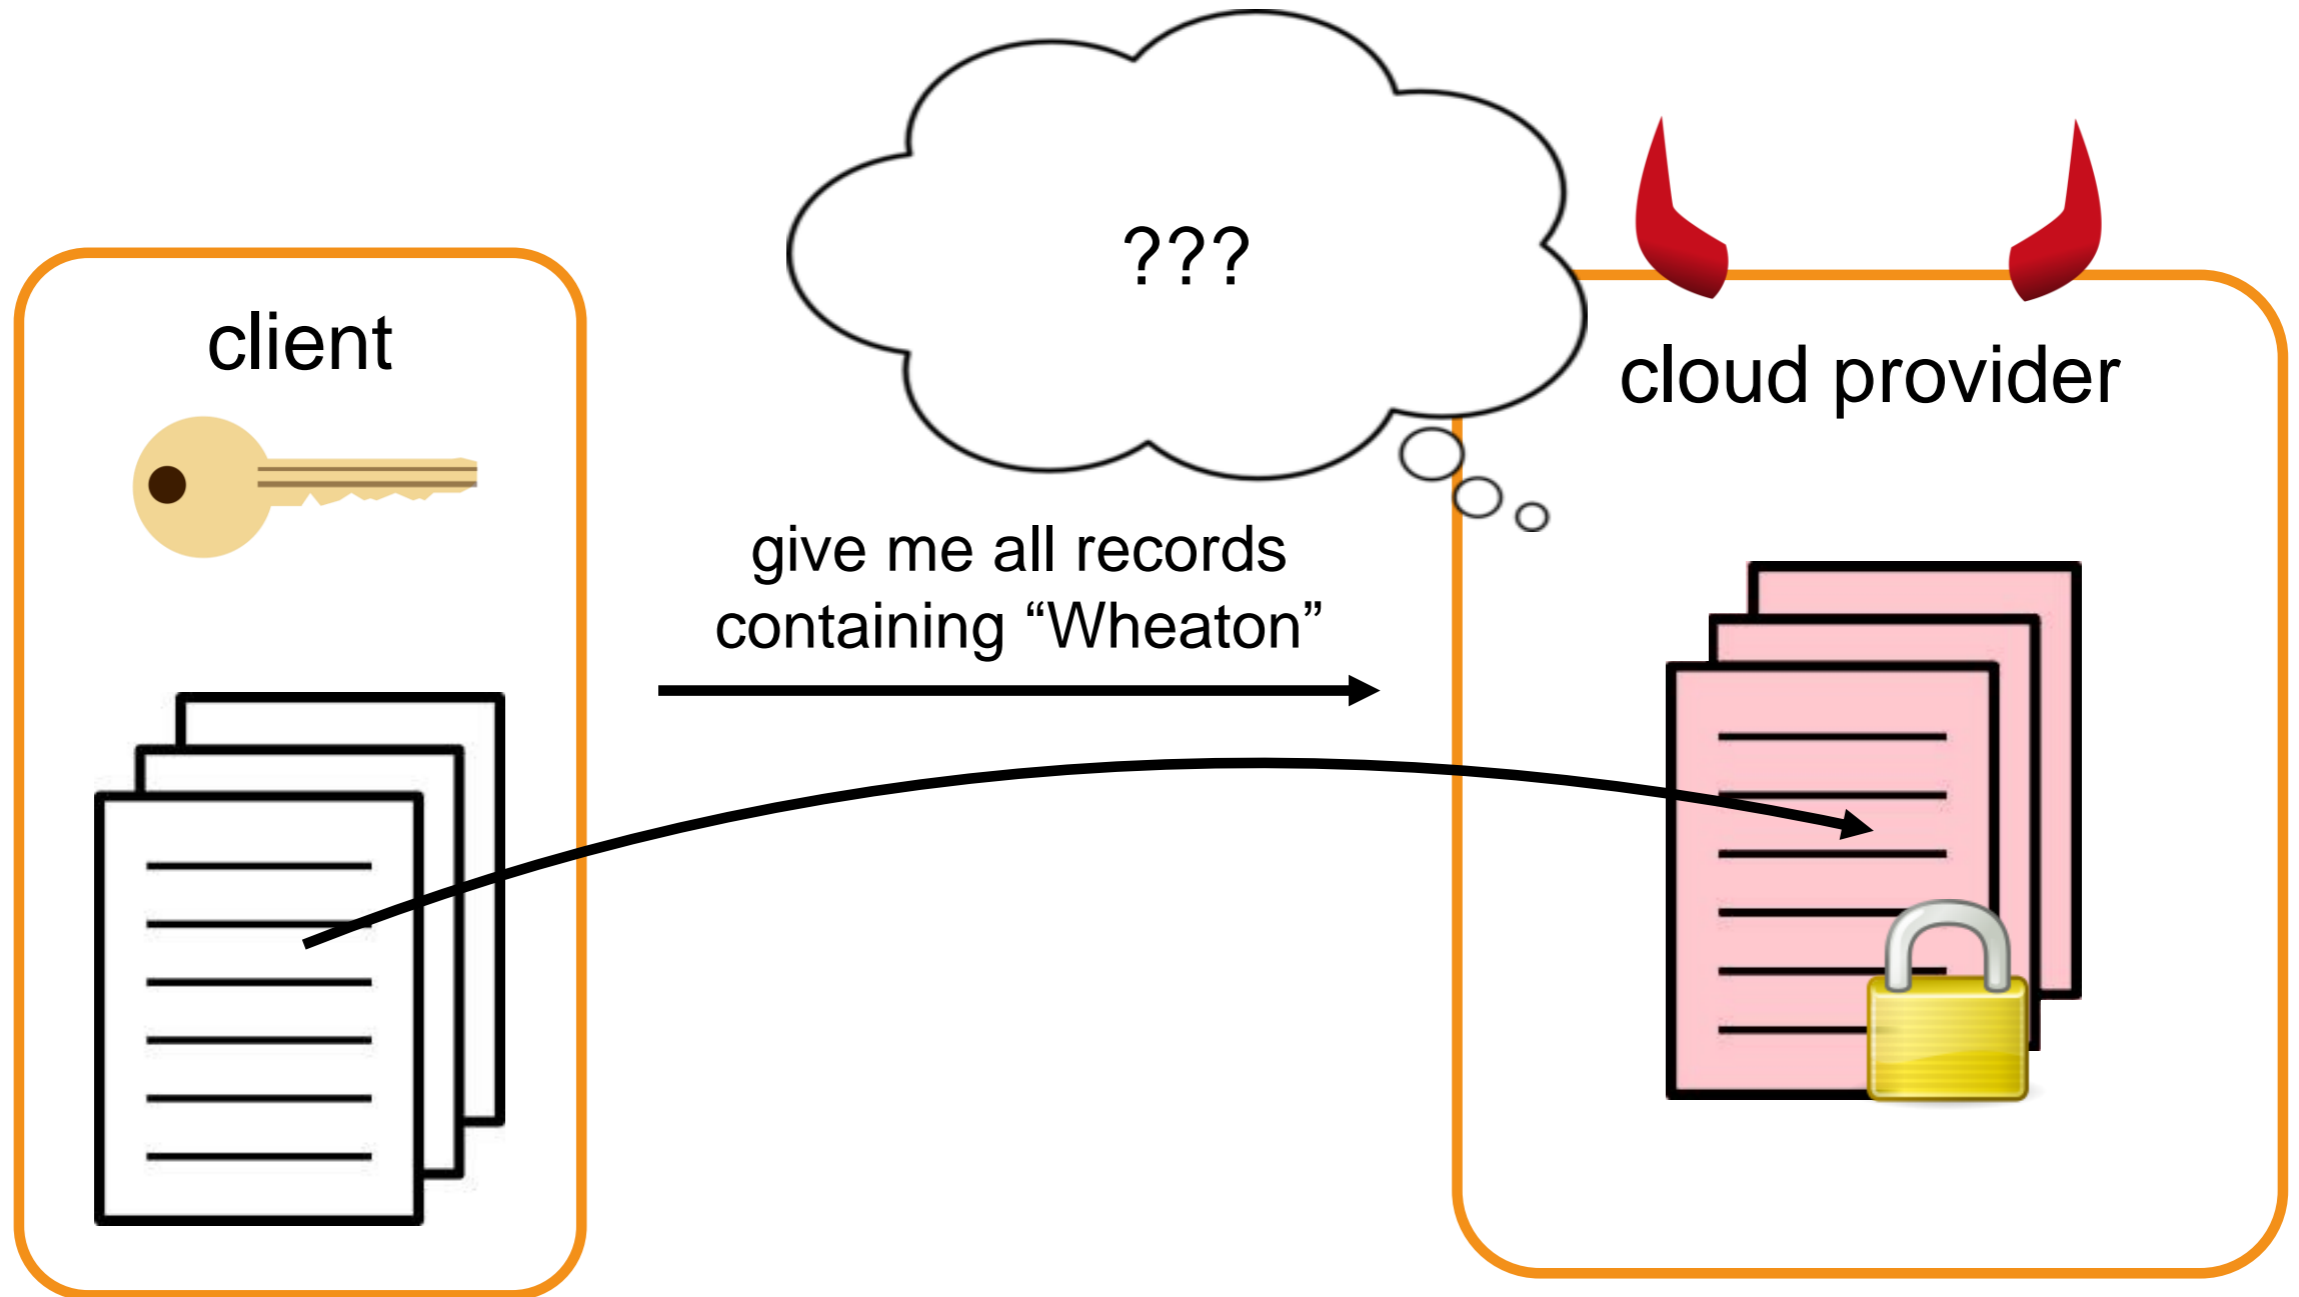 ???
client
cloud provider
give me all records
containing “Wheaton”